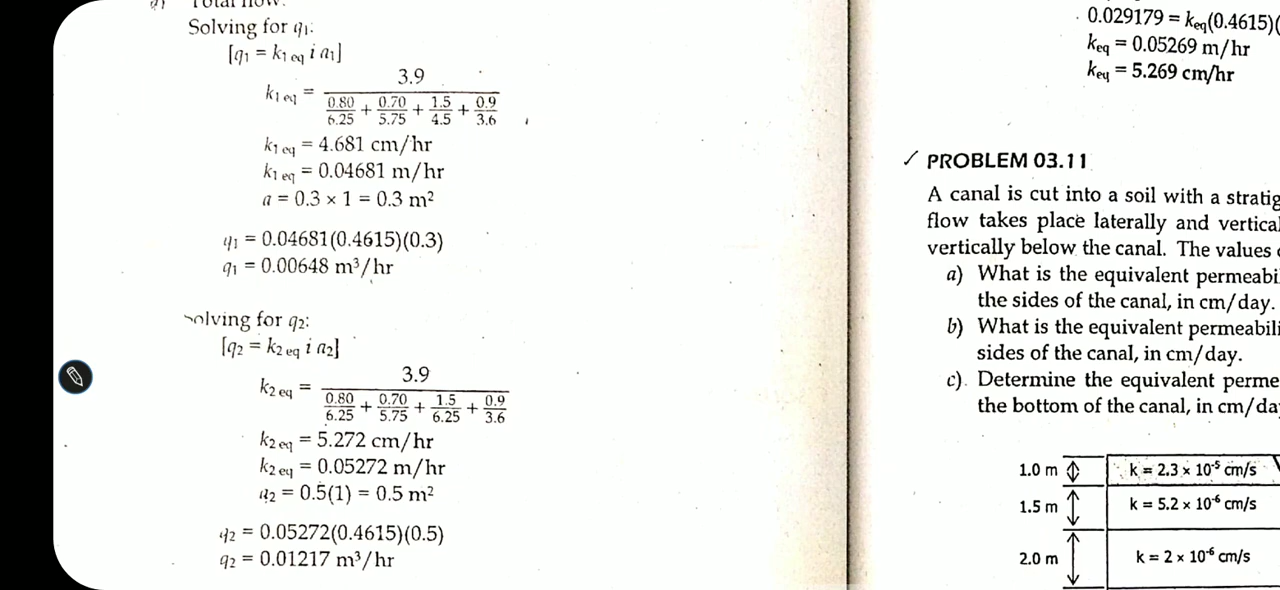 Total flow:
Solving for q₁:
[q₁ = k₁ eq i a₁]
k₁ eq = 3.9 / (0.80/6.25 + 0.70/5.75 + 1.5/4.5 + 0.9/3.6)
k₁ eq = 4.681 cm/hr
k₁ eq = 0.04681 m/hr
a = 0.3 × 1 = 0.3 m²
q₁ = 0.04681(0.4615)(0.3)
q₁ = 0.00648 m³/hr
olving for q₂:
[q₂ = k₂ eq i a₂]
k₂ eq = 3.9 / (0.80/6.25 + 0.70/5.75 + 1.5/6.25 + 0.9/3.6)
k₂ eq = 5.272 cm/hr
k₂ eq = 0.05272 m/hr
a₂ = 0.5(1) = 0.5 m²
q₂ = 0.05272(0.4615)(0.5)
q₂ = 0.01217 m³/hr
0.029179 = keq(0.4615)(
keq = 0.05269 m/hr
keq = 5.269 cm/hr
✓ PROBLEM 03.11
A canal is cut into a soil with a stratig
flow takes place laterally and vertical
vertically below the canal. The values
a) What is the equivalent permeabi
the sides of the canal, in cm/day.
b) What is the equivalent permeabili
sides of the canal, in cm/day.
c). Determine the equivalent perme
the bottom of the canal, in cm/da
1.0 m k = 2.3 × 10⁻⁵ cm/s
1.5 m k = 5.2 × 10⁻⁶ cm/s
2.0 m k = 2 × 10⁻⁶ cm/s